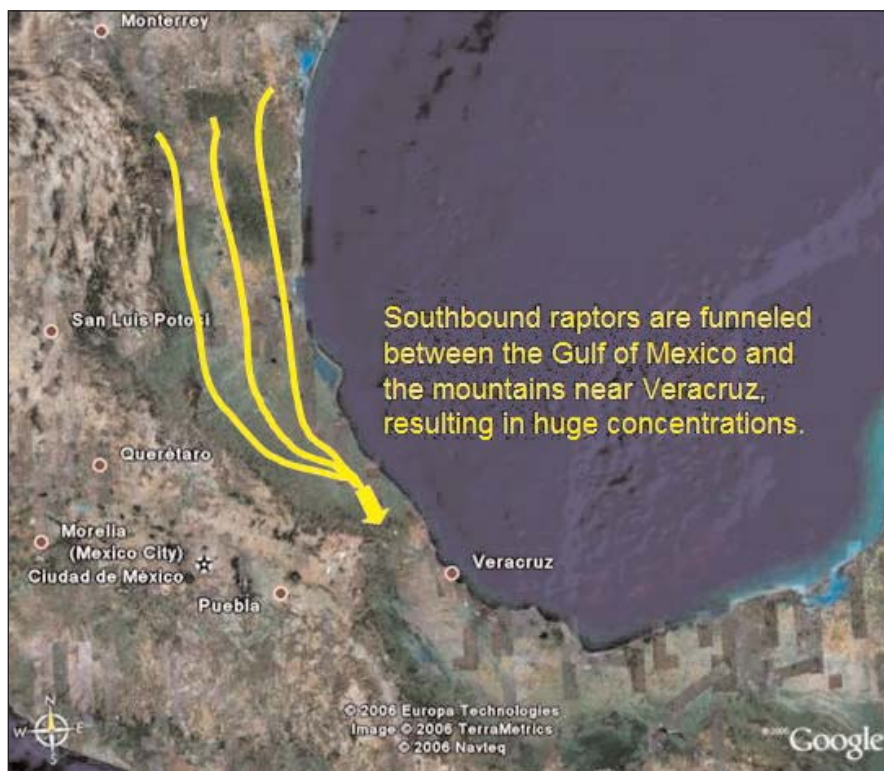 Monterrey
San Luis Potosí
Southbound raptors are funneled
between the Gulf of Mexico and
the mountains near Veracruz,
resulting in huge concentrations.
Querétaro
Morelia
(Mexico City)
Ciudad de México
Veracruz
Puebla
N
W E
S
© 2006 Europa Technologies
Image © 2006 TerraMetrics
© 2006 Navteq
© 2006 Google